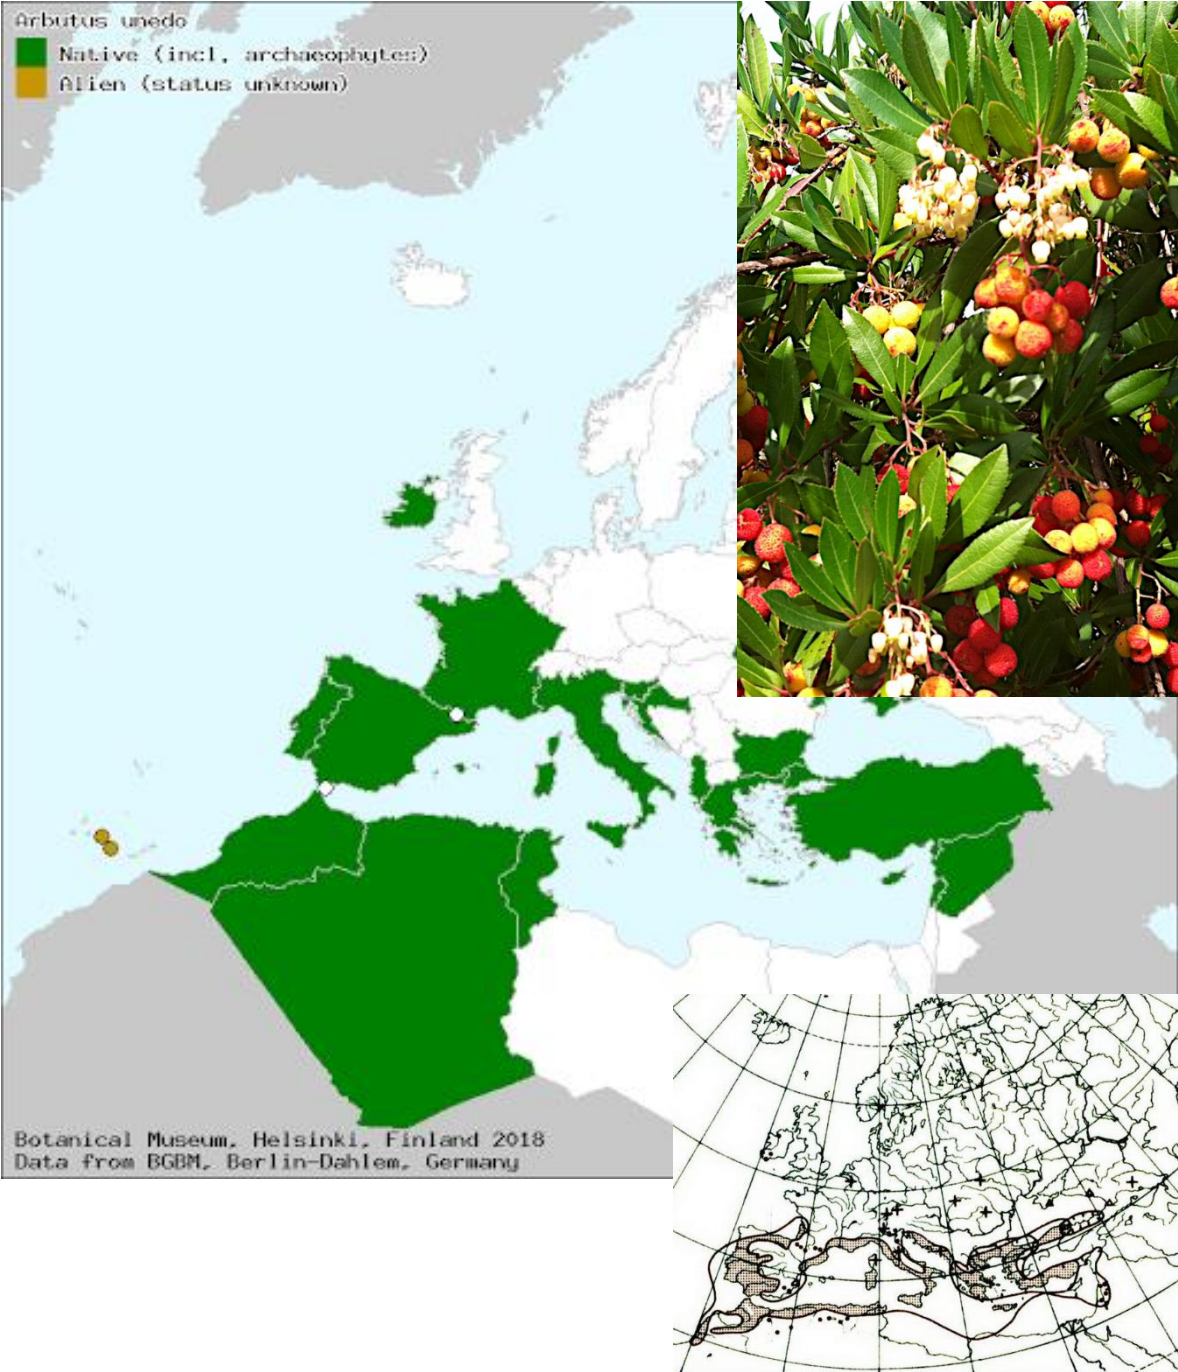 Arbutus unedo
Native (incl. archaeophytes)
Alien (status unknown)
Botanical Museum, Helsinki, Finland 2018
Data from BGBM, Berlin-Dahlem, Germany